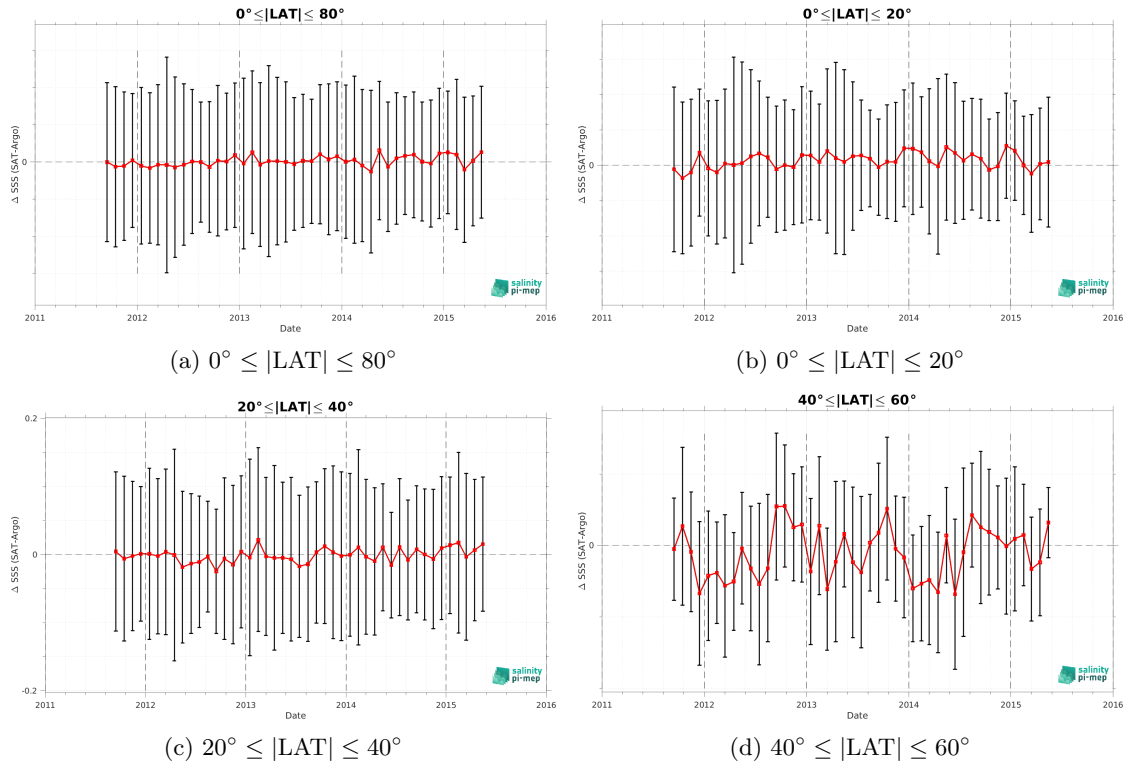 0°≤|LAT|≤ 80°
Δ SSS (SAT-Argo)
0
salinity
pi-mep
2011 2012 2013 2014 2015 2016
Date
(a) 0° ≤ |LAT| ≤ 80°
0°≤|LAT|≤ 20°
Δ SSS (SAT-Argo)
0
salinity
pi-mep
2011 2012 2013 2014 2015 2016
Date
(b) 0° ≤ |LAT| ≤ 20°
20°≤|LAT|≤ 40°
0.2
Δ SSS (SAT-Argo)
0
-0.2
salinity
pi-mep
2011 2012 2013 2014 2015 2016
Date
(c) 20° ≤ |LAT| ≤ 40°
40°≤|LAT|≤ 60°
Δ SSS (SAT-Argo)
0
salinity
pi-mep
2011 2012 2013 2014 2015 2016
Date
(d) 40° ≤ |LAT| ≤ 60°